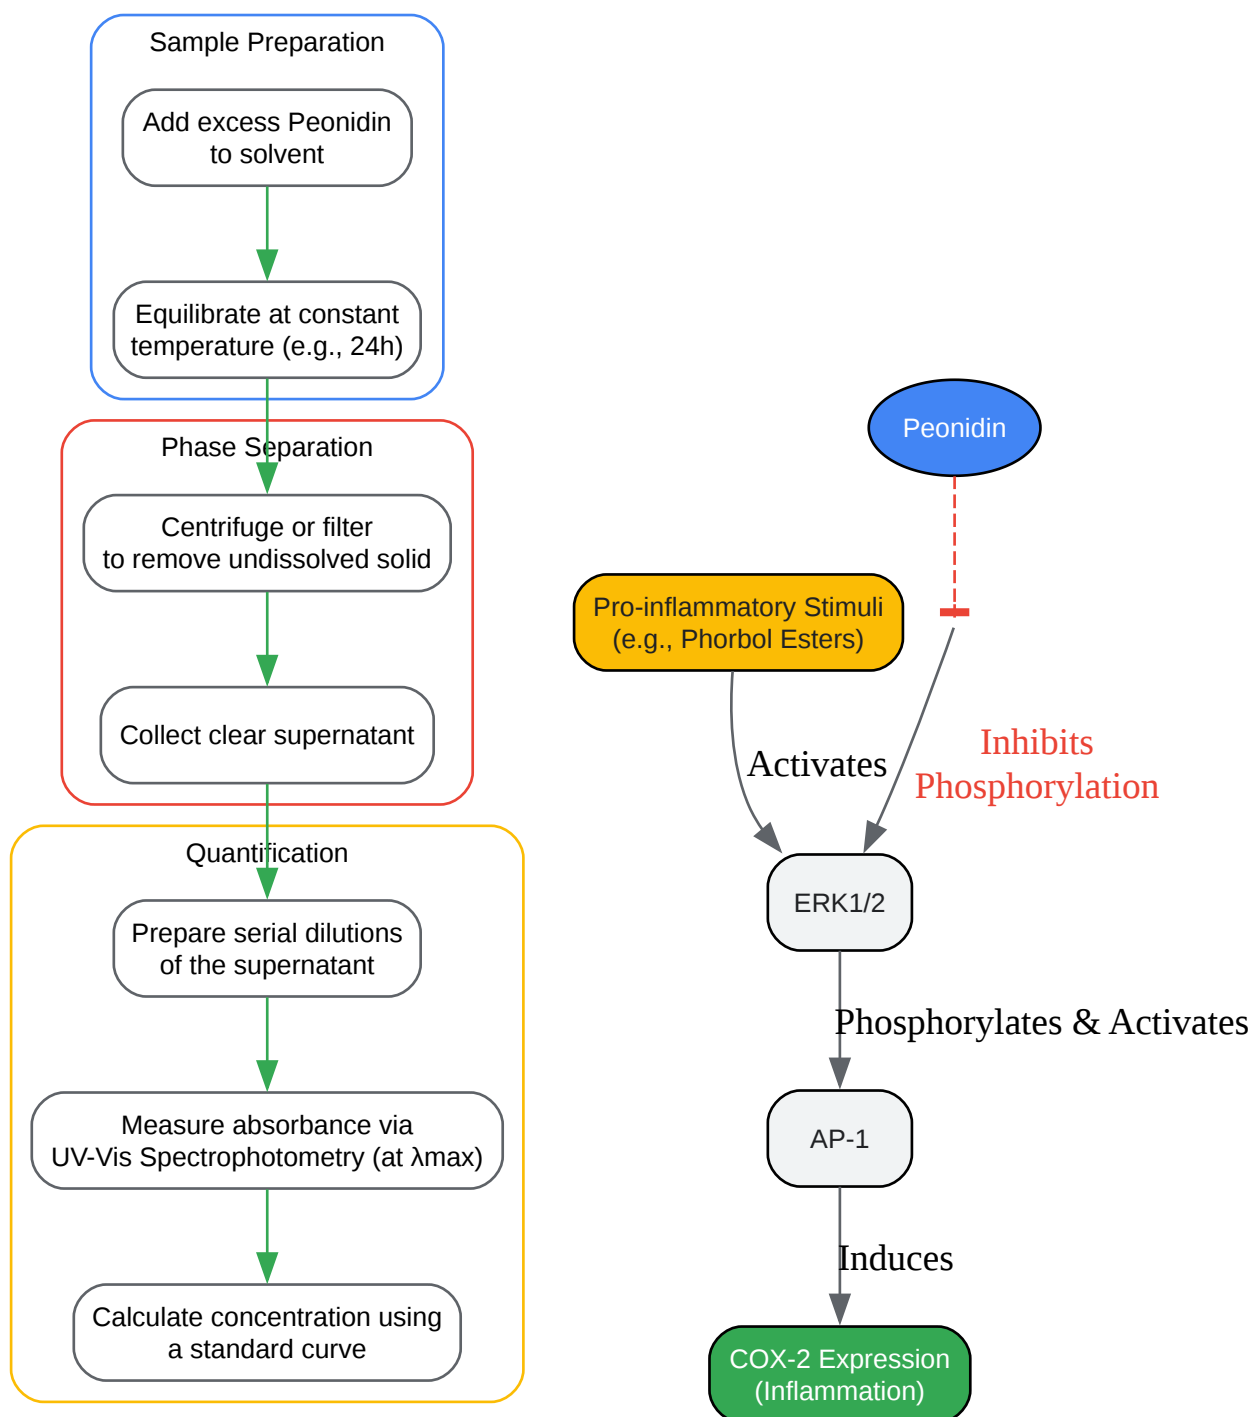 Sample Preparation
Add excess Peonidin
to solvent
Equilibrate at constant
temperature (e.g., 24h)
Phase Separation
Centrifuge or filter
to remove undissolved solid
Collect clear supernatant
Quantification
Prepare serial dilutions
of the supernatant
Measure absorbance via
UV-Vis Spectrophotometry (at λmax)
Calculate concentration using
a standard curve
Peonidin
Pro-inflammatory Stimuli
(e.g., Phorbol Esters)
Activates
Inhibits
Phosphorylation
ERK1/2
Phosphorylates & Activates
AP-1
Induces
COX-2 Expression
(Inflammation)